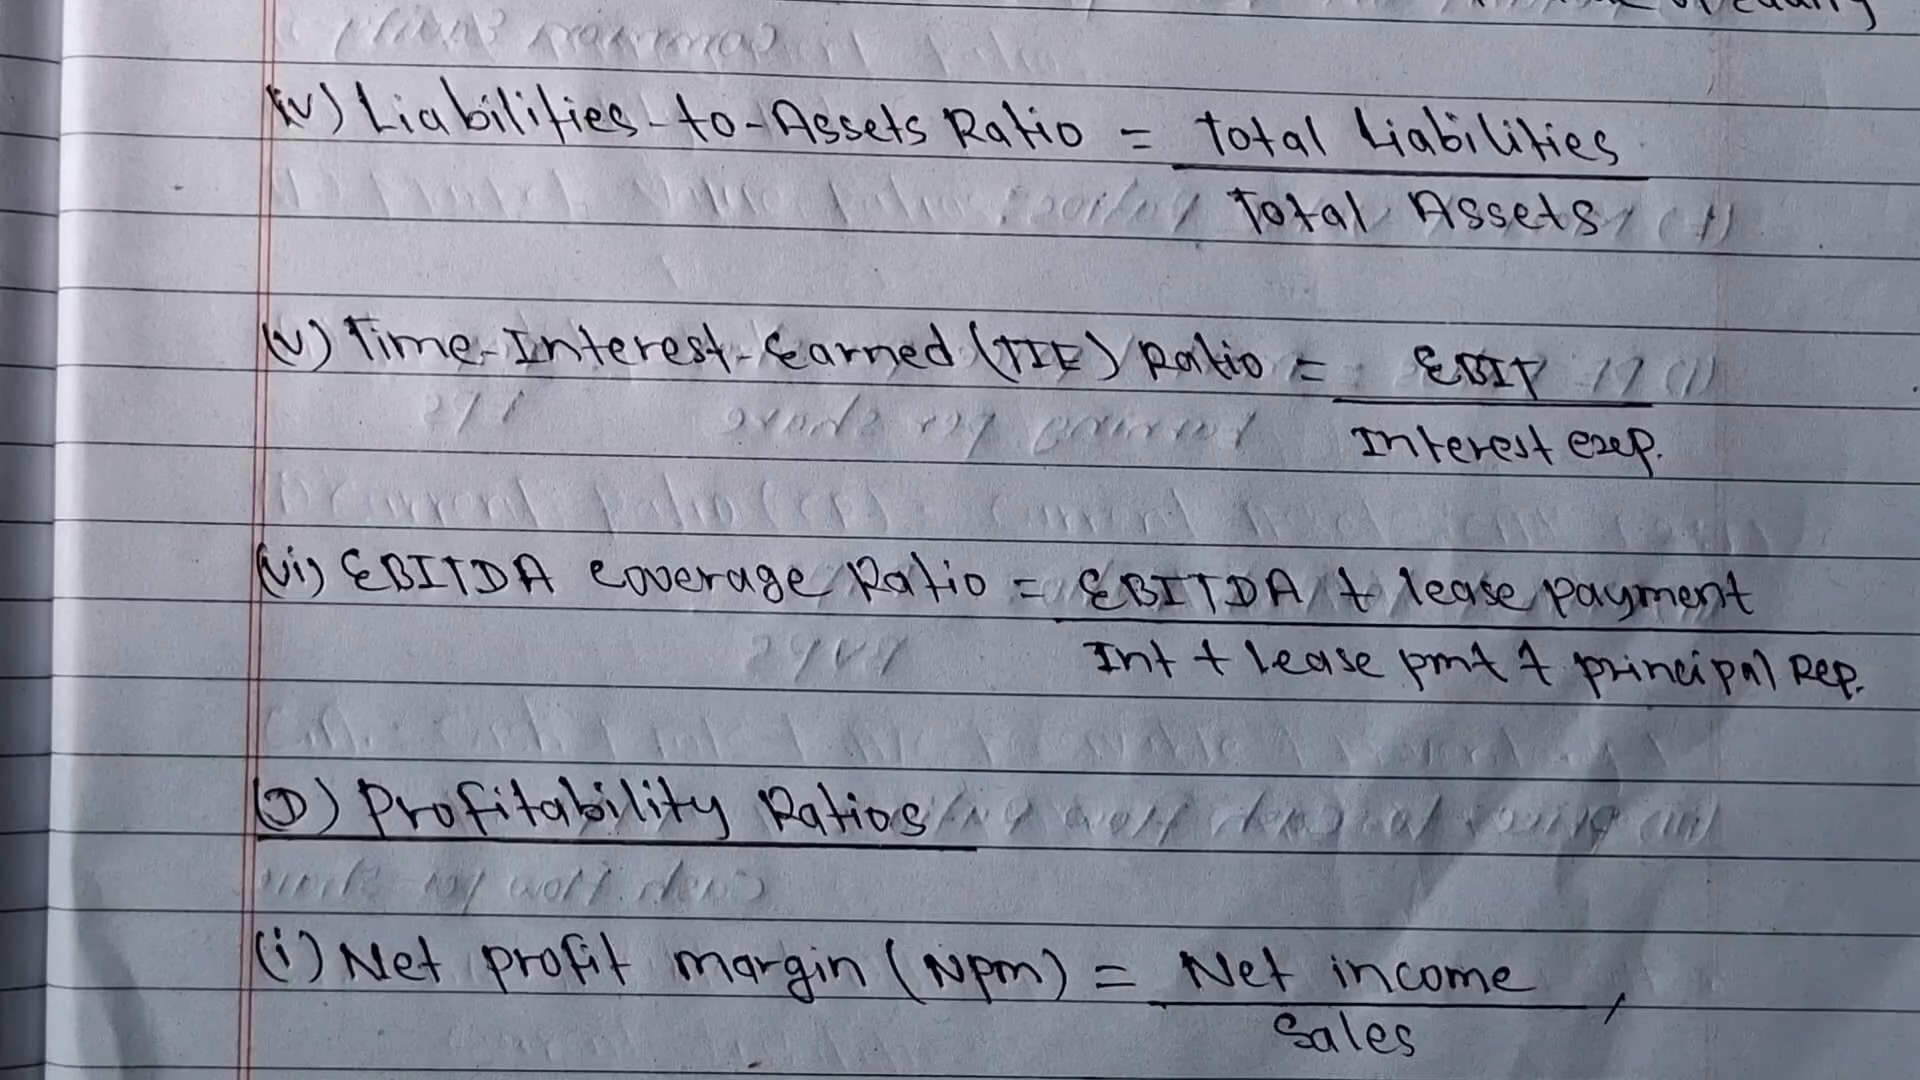 (iv) Liabilities-to-Assets Ratio = Total Liabilities
Total Assets
(v) Time-Interest-Earned (TIE) Ratio = EBIT
Interest exp.
(vi) EBITDA Coverage Ratio = EBITDA + lease payment
Int + lease pmt + principal Rep.
(D) Profitability Ratios
(i) Net profit margin (Npm) = Net income
Sales